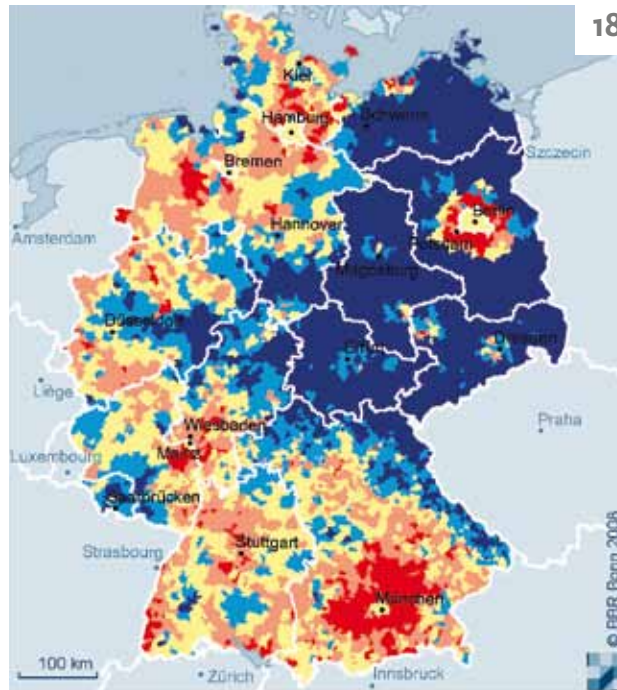 18
Kiel
Schwerin
Hamburg
Szczecin
Bremen
Amsterdam
Berlin
Hannover
Potsdam
Magdeburg
Düsseldorf
Dresden
Erfurt
Liège
Praha
Wiesbaden
Mainz
Luxembourg
Saarbrücken
Stuttgart
Strasbourg
München
© BBR Bonn 2008
100 km
Zürich
Innsbruck